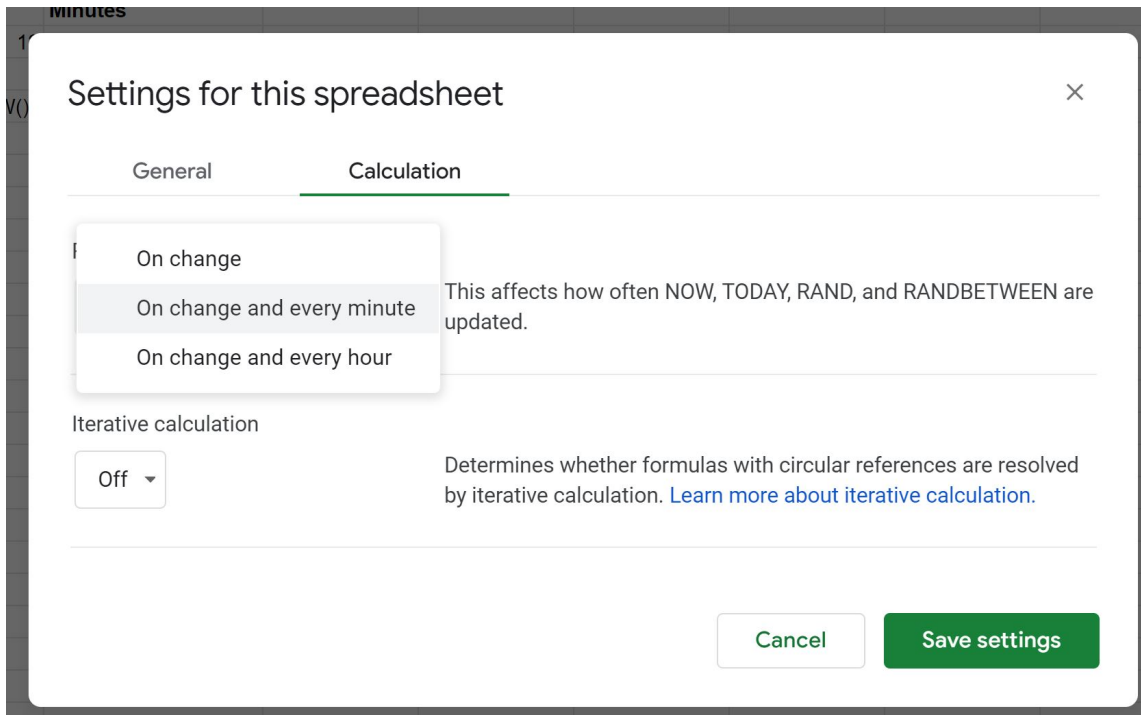 Minutes
Settings for this spreadsheet
General
Calculation
On change
On change and every minute
On change and every hour
This affects how often NOW, TODAY, RAND, and RANDBETWEEN are
updated.
Iterative calculation
Off
Determines whether formulas with circular references are resolved
by iterative calculation. Learn more about iterative calculation.
Cancel
Save settings